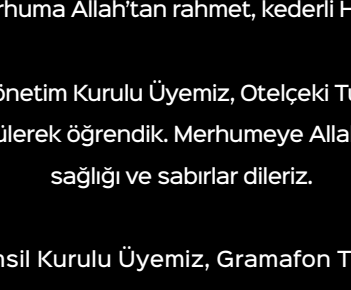 rhuma Allah’tan rahmet, kederli H
önetim Kurulu Üyemiz, Otelçeki Tu
ülerek öğrendik. Merhumeye Alla
sağlığı ve sabırlar dileriz.
nsil Kurulu Üyemiz, Gramafon T